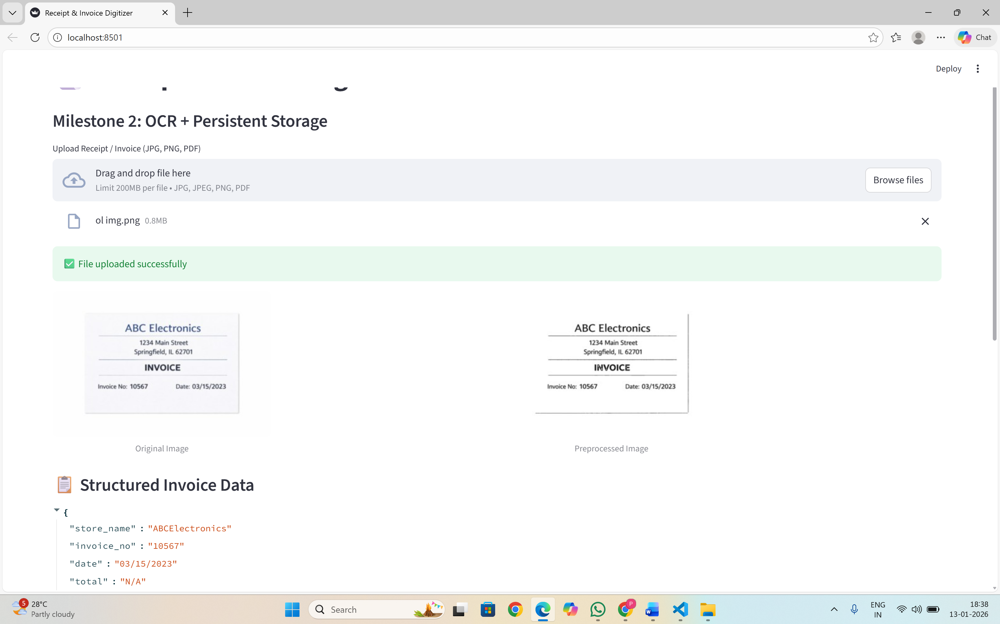 Receipt & Invoice Digitizer
localhost:8501
Chat
Deploy
Milestone 2: OCR + Persistent Storage
Upload Receipt / Invoice (JPG, PNG, PDF)
Drag and drop file here
Limit 200MB per file • JPG, JPEG, PNG, PDF
Browse files
ol img.png 0.8MB
File uploaded successfully
ABC Electronics
1234 Main Street
Springfield, IL 62701
INVOICE
Invoice No: 10567 Date: 03/15/2023
Original Image
ABC Electronics
1234 Main Street
Springfield, IL 62701
INVOICE
Invoice No: 10567 Date: 03/15/2023
Preprocessed Image
Structured Invoice Data
{
"store_name" : "ABCElectronics"
"invoice_no" : "10567"
"date" : "03/15/2023"
"total" : "N/A"
5
28°C
Partly cloudy
Search
P
W
ENG
IN
18:38
13-01-2026